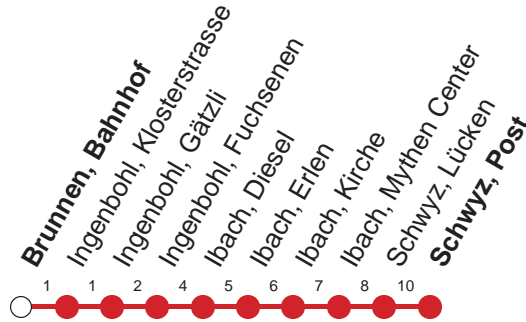 Brunnen, Bahnhof
Ingenbohl, Klosterstrasse
Ingenbohl, Gätzli
Ingenbohl, Fuchsenen
Ibach, Diesel
Ibach, Erlen
Ibach, Kirche
Ibach, Mythen Center
Schwyz, Lücken
Schwyz, Post
1 1 2 4 5 6 7 8 10